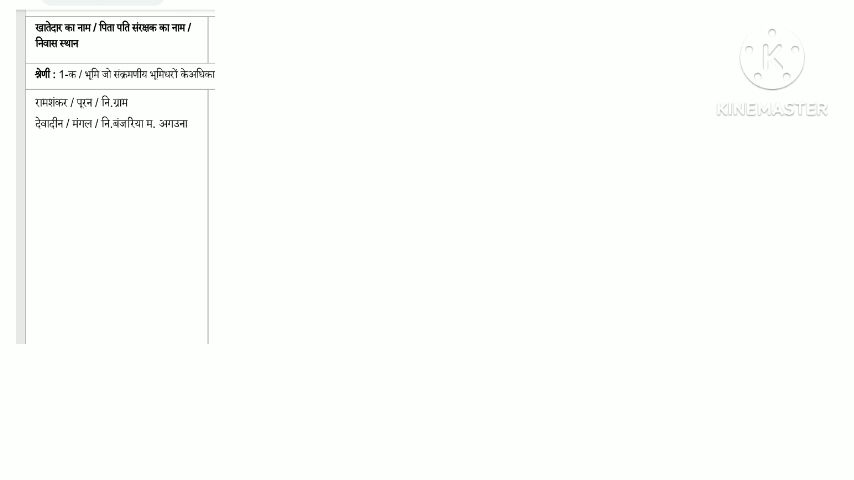 खातेदार का नाम / पिता पति संरक्षक का नाम /
निवास स्थान
श्रेणी : 1-क / भूमि जो संक्रमणीय भूमिधरों केअधिका
रामशंकर / पूरन / नि.ग्राम
देवादीन / मंगल / नि.बंजरिया म. अगउना
KINEMASTER